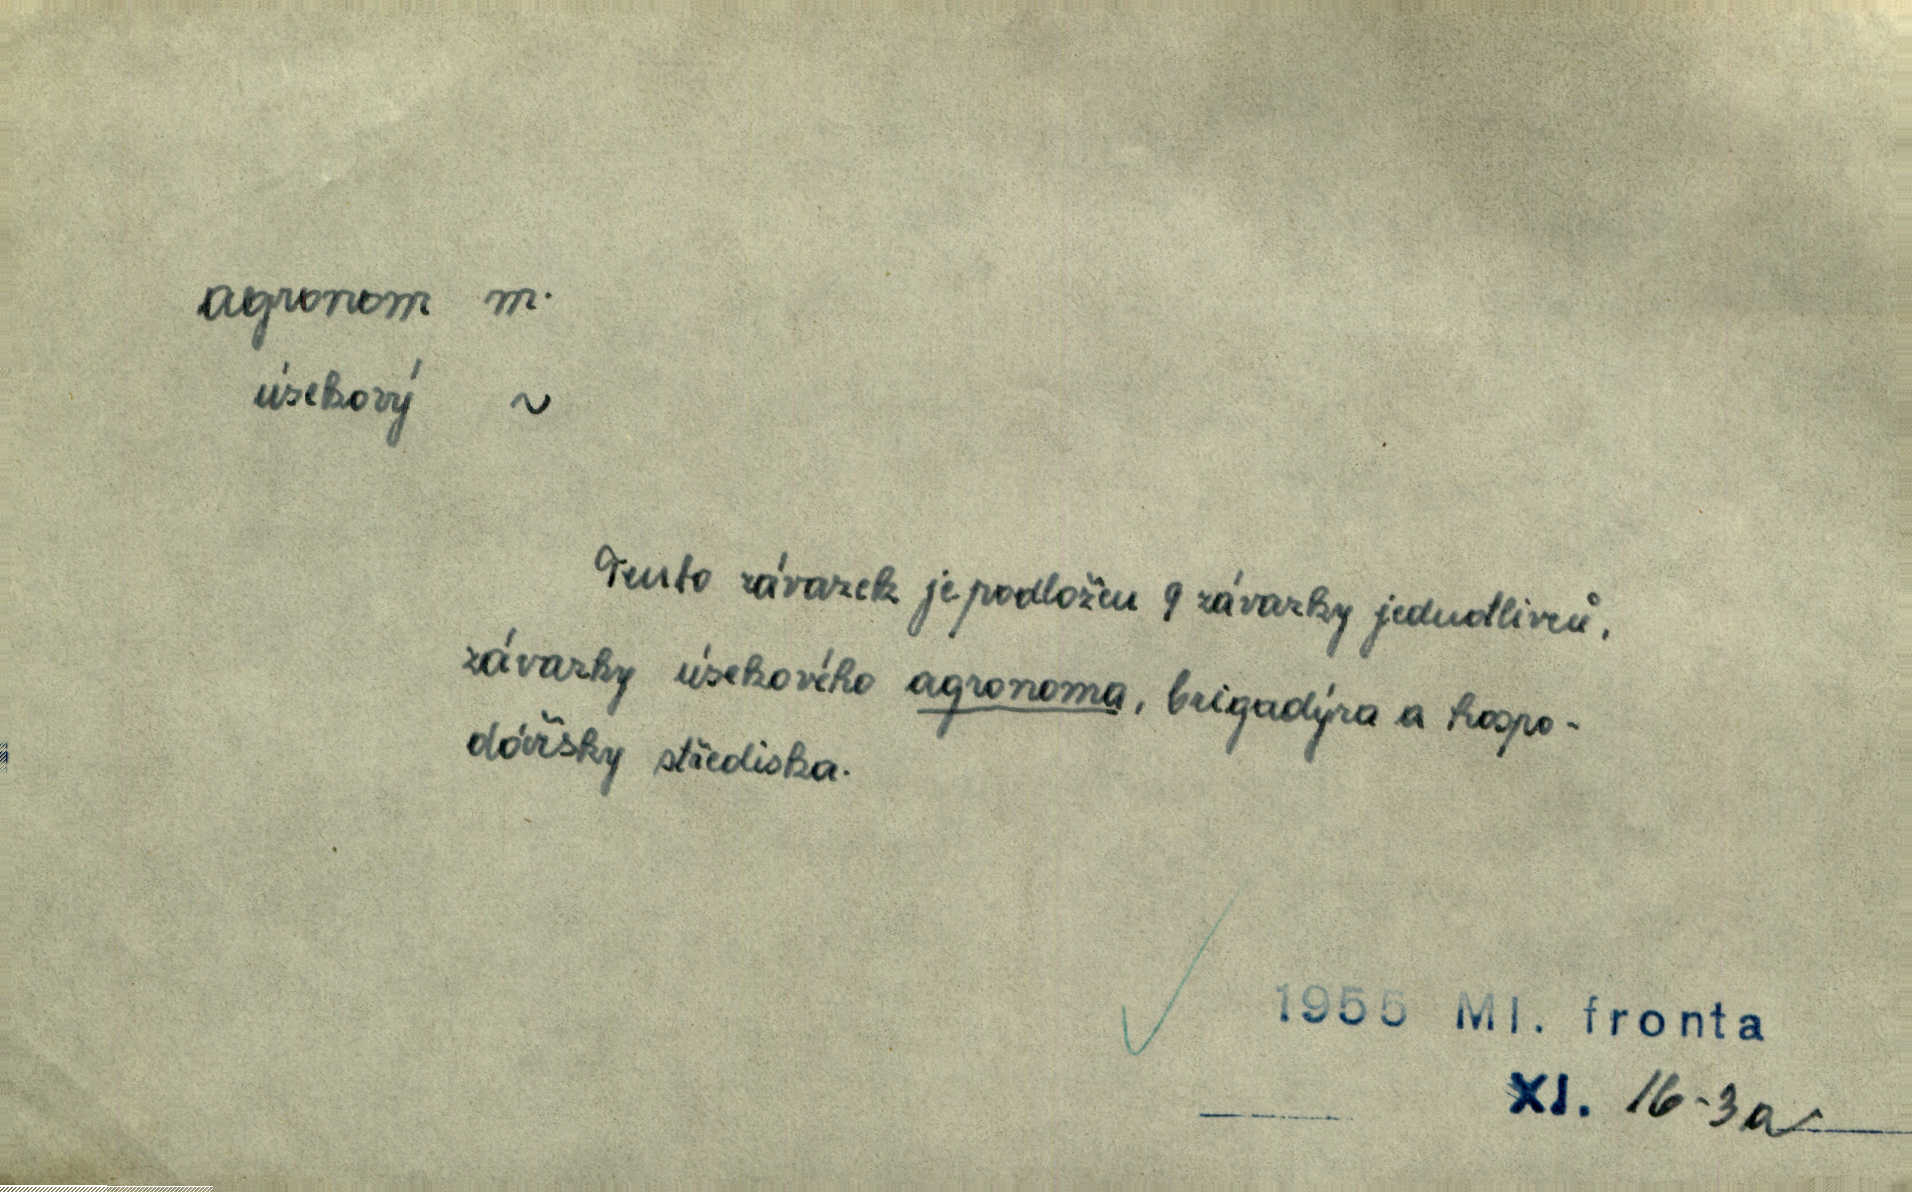 agronom m.
úsekový ~
Tento závazek je podložen 9 závazky jednotlivců,
závazky úsekového agronoma, brigadýra a hospo-
dářsky střediska.
1955 Ml. fronta
XI. 16-3a